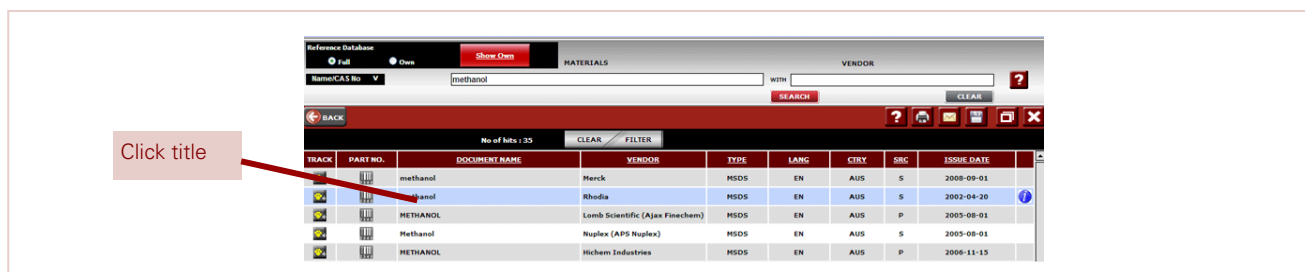 Reference Database
Full Own Show Own MATERIALS VENDOR
Name/CAS No V methanol WITH ?
SEARCH CLEAR
BACK ?
No of hits : 35 CLEAR FILTER
Click title
TRACK PART NO. DOCUMENT NAME VENDOR TYPE LANG CTRY SRC ISSUE DATE
methanol Merck MSDS EN AUS S 2008-09-01
Rhodia MSDS EN AUS S 2002-04-20 i
METHANOL Lomb Scientific (Ajax Finechem) MSDS EN AUS P 2005-08-01
Methanol Nuplex (APS Nuplex) MSDS EN AUS S 2005-08-01
METHANOL Hichem Industries MSDS EN AUS P 2006-11-15